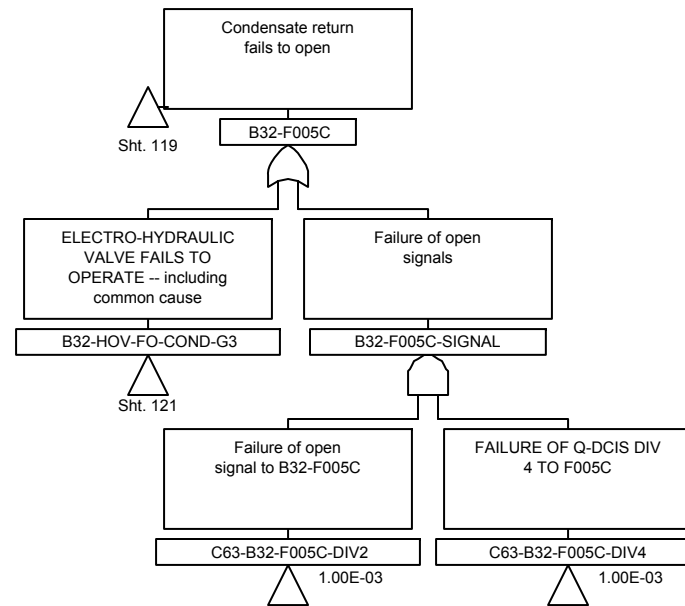 Condensate return
fails to open
Sht. 119
B32-F005C
ELECTRO-HYDRAULIC
VALVE FAILS TO
OPERATE -- including
common cause
Failure of open
signals
B32-HOV-FO-COND-G3
B32-F005C-SIGNAL
Sht. 121
Failure of open
signal to B32-F005C
FAILURE OF Q-DCIS DIV
4 TO F005C
C63-B32-F005C-DIV2
C63-B32-F005C-DIV4
1.00E-03
1.00E-03